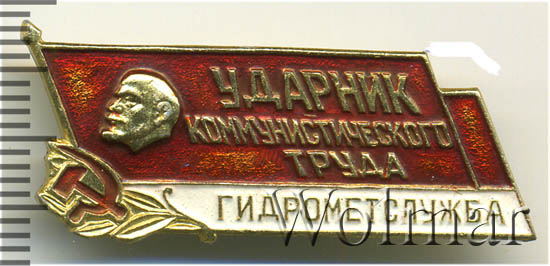 УДАРНИК
КОММУНИСТИЧЕСКОГО
ТРУДА
ГИДРОМЕТСЛУЖБА
Wolmar